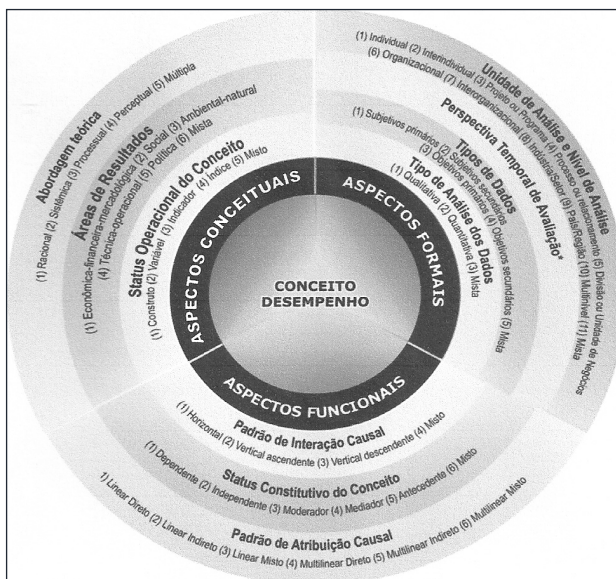 Abordagem teórica
(1) Racional (2) Sistêmica (3) Processual (4) Perceptual (5) Múltipla
Áreas de Resultados
(1) Econômica-financeira-mercadológica (2) Social (3) Ambiental-natural
(4) Técnica-operacional (5) Política (6) Mista
Status Operacional do Conceito
(1) Construto (2) Variável (3) Indicador (4) Índice (5) Misto
ASPECTOS CONCEITUAIS
Unidade de Análise e Nível de Análise
(1) Individual (2) Interindividual (3) Projeto ou Programa (4) Processo ou relacionamento (5) Divisão ou Unidade de Negócios
(6) Organizacional (7) Interorganizacional (8) Indústria/Setor (9) País/Região (10) Multinível (11) Mista
Perspectiva Temporal de Avaliação*
Tipos de Dados
(1) Subjetivos primários (2) Subjetivos secundários
(3) Objetivos primários (4) Objetivos secundários (5) Mista
Tipo de Análise dos Dados
(1) Qualitativa (2) Quantitativa (3) Mista
ASPECTOS FORMAIS
CONCEITO
DESEMPENHO
ASPECTOS FUNCIONAIS
Padrão de Interação Causal
(1) Horizontal (2) Vertical ascendente (3) Vertical descendente (4) Misto
Status Constitutivo do Conceito
(1) Dependente (2) Independente (3) Moderador (4) Mediador (5) Antecedente (6) Misto
Padrão de Atribuição Causal
1) Linear Direto (2) Linear Indireto (3) Linear Misto (4) Multilinear Direto (5) Multilinear Indireto (6) Multilinear Misto